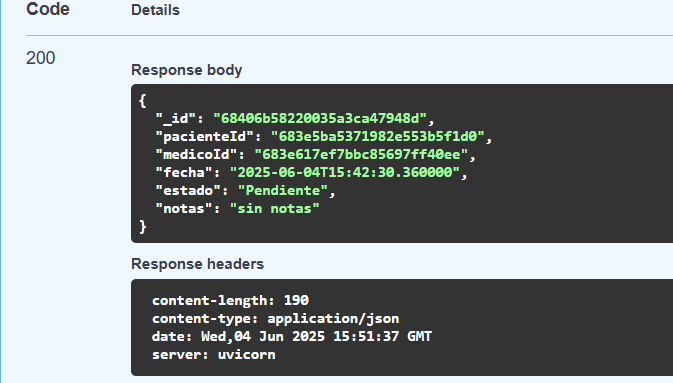 Code Details
200
Response body
{
"_id": "68406b58220035a3ca47948d",
"pacienteId": "683e5ba5371982e553b5f1d0",
"medicoId": "683e617ef7bbc85697ff40ee",
"fecha": "2025-06-04T15:42:30.360000",
"estado": "Pendiente",
"notas": "sin notas"
}
Response headers
content-length: 190
content-type: application/json
date: Wed,04 Jun 2025 15:51:37 GMT
server: uvicorn